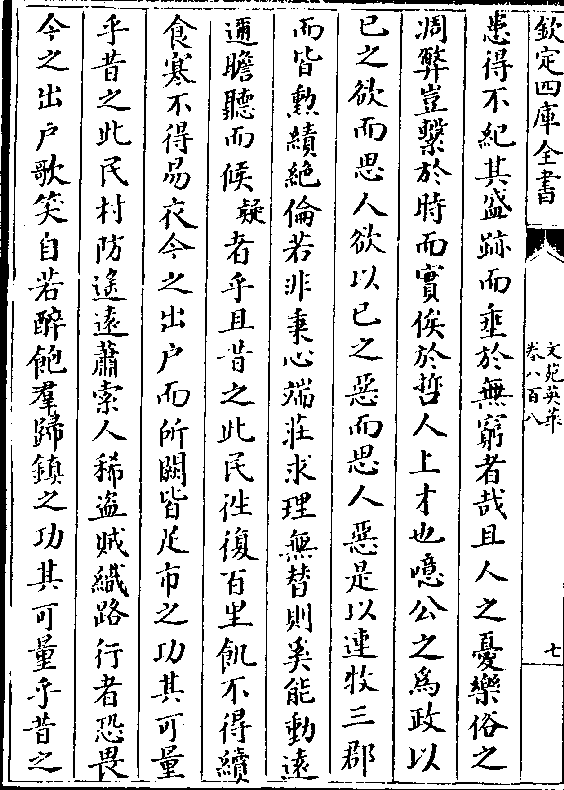 欽定四庫全書
文苑英華
卷八百八
七
患得不紀其盛跡而垂於無窮者哉且人之憂樂俗之
凋弊豈繫於時而實俟於哲人上才也噫公之為政以
已之欲而思人欲以已之惡而思人惡是以連牧三郡
而皆勲績絶倫若非秉心端莊求理無替則奚能動逺
邇瞻聽而候疑者乎且昔之此民往復百里飢不得續
食寒不得易衣今之出户而所闕皆足市之功其可量
乎昔之此民村防遙遠蕭索人稀盗賊織路行者恐畏
今之出户歌笑自若醉飽羣歸鎮之功其可量乎昔之